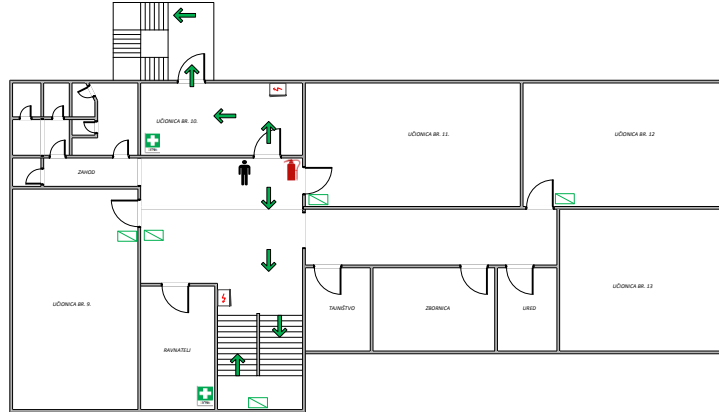 UČIONICA BR. 10.
UČIONICA BR. 11.
UČIONICA BR. 12
ZAHOD
UČIONICA BR. 9.
TAJNIŠTVO
ZBORNICA
URED
UČIONICA BR. 13
RAVNATELJ